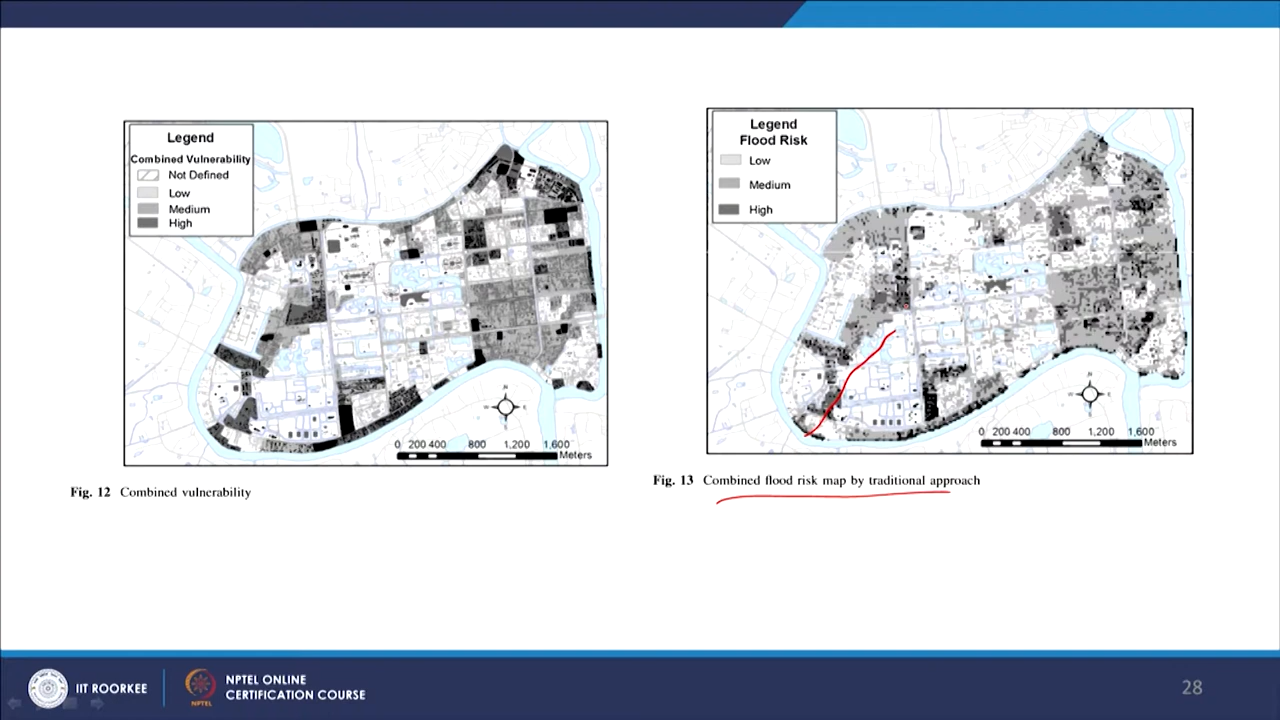 Legend
Combined Vulnerability
Not Defined
Low
Medium
High
N
W
E
S
0 200 400 800 1,200 1,600
Meters
Fig. 12 Combined vulnerability
Legend
Flood Risk
Low
Medium
High
N
W
E
S
0 200 400 800 1,200 1,600
Meters
Fig. 13 Combined flood risk map by traditional approach
IIT ROORKEE
NPTEL
NPTEL ONLINE
CERTIFICATION COURSE
28